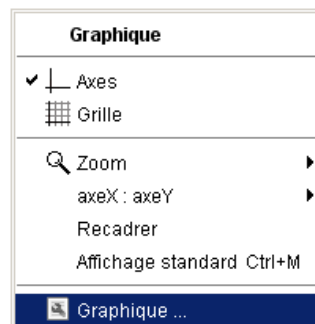 Graphique
Axes
Grille
Zoom
axeX : axeY
Recadrer
Affichage standard Ctrl+M
Graphique ...